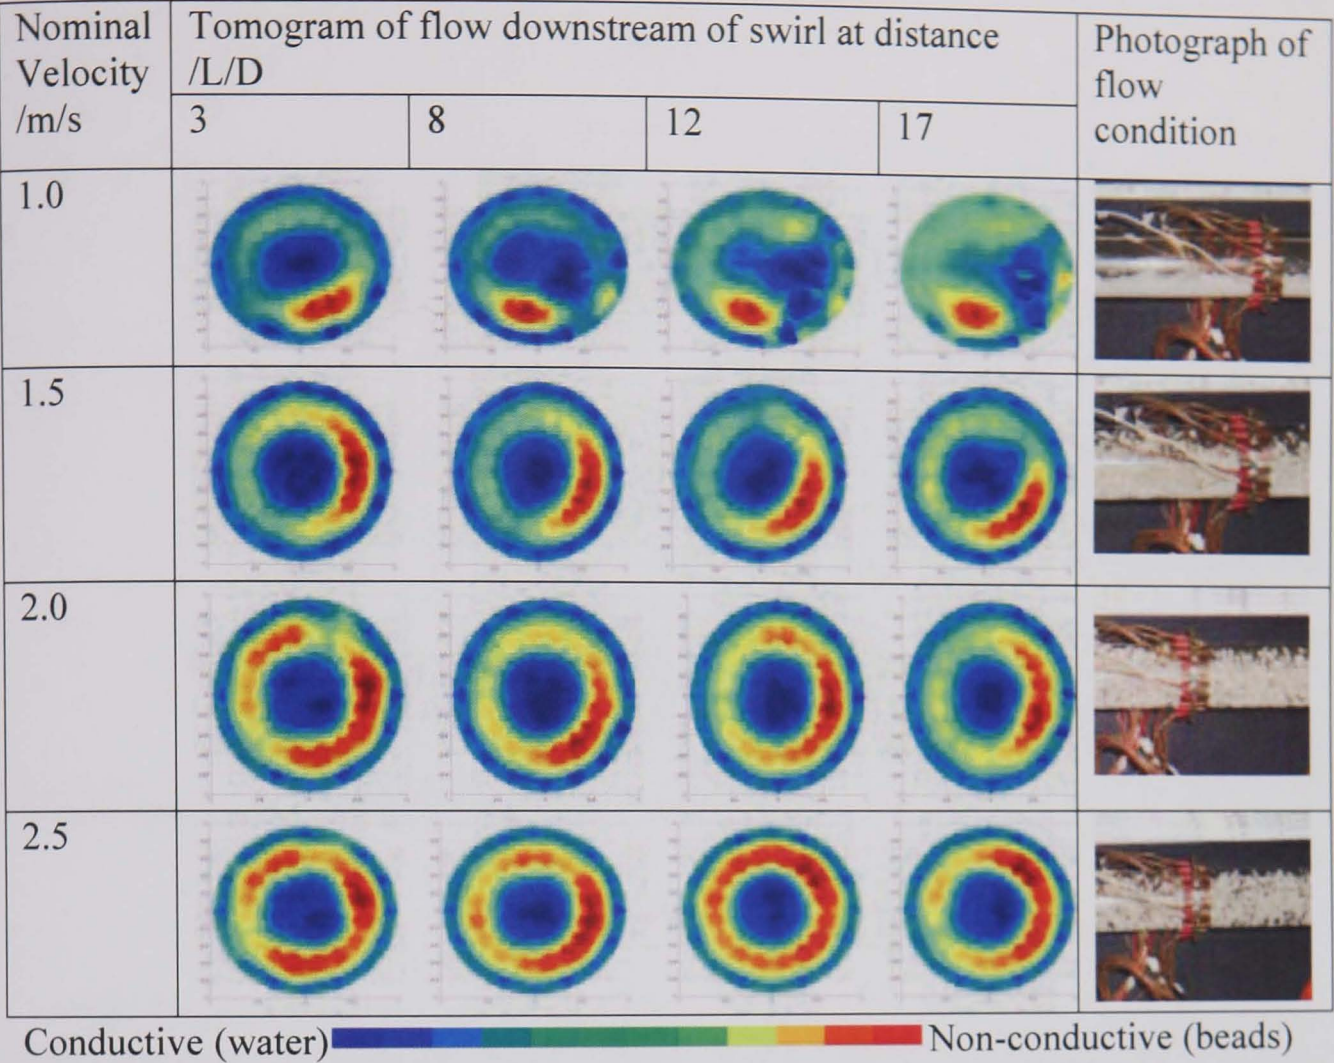 Nominal
Velocity
/m/s
Tomogram of flow downstream of swirl at distance
/L/D
Photograph of
flow
condition
3
8
12
17
1.0
1.5
2.0
2.5
Conductive (water)
Non-conductive (beads)